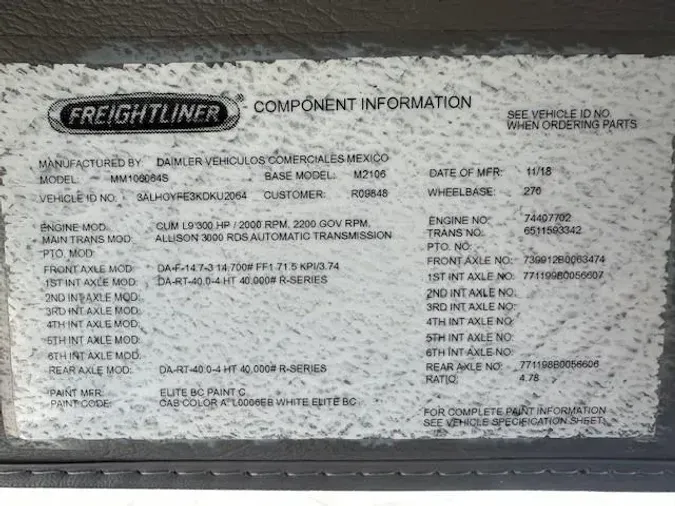 FREIGHTLINER
COMPONENT INFORMATION
SEE VEHICLE ID NO.
WHEN ORDERING PARTS
MANUFACTURED BY: DAIMLER VEHICULOS COMERCIALES MEXICO
MODEL: MM106064S BASE MODEL: M2106 DATE OF MFR: 11/18
VEHICLE ID NO: 3ALHGYFE3KDKU2064 CUSTOMER: R09848 WHEELBASE: 276
ENGINE MOD: CUM L9 300 HP / 2000 RPM, 2200 GOV RPM, ENGINE NO: 74407702
MAIN TRANS MOD: ALLISON 3000 RDS AUTOMATIC TRANSMISSION TRANS NO: 6511593342
PTO. MOD: PTO. NO:
FRONT AXLE MOD: DA-F-14.7-3 14,700# FF1 71.5 KPI/3.74 FRONT AXLE NO: 739912B0063474
1ST INT AXLE MOD: DA-RT-40.0-4 HT 40,000# R-SERIES 1ST INT AXLE NO: 771199B0056607
2ND INT AXLE MOD: 2ND INT AXLE NO:
3RD INT AXLE MOD: 3RD INT AXLE NO:
4TH INT AXLE MOD: 4TH INT AXLE NO:
5TH INT AXLE MOD: 5TH INT AXLE NO:
6TH INT AXLE MOD: 6TH INT AXLE NO:
REAR AXLE MOD: DA-RT-40.0-4 HT 40,000# R-SERIES REAR AXLE NO: 771198B0056606
RATIO: 4.78
PAINT MFR: ELITE BC PAINT C
PAINT CODE: CAB COLOR A: L0006EB WHITE ELITE BC
FOR COMPLETE PAINT INFORMATION
SEE VEHICLE SPECIFICATION SHEET